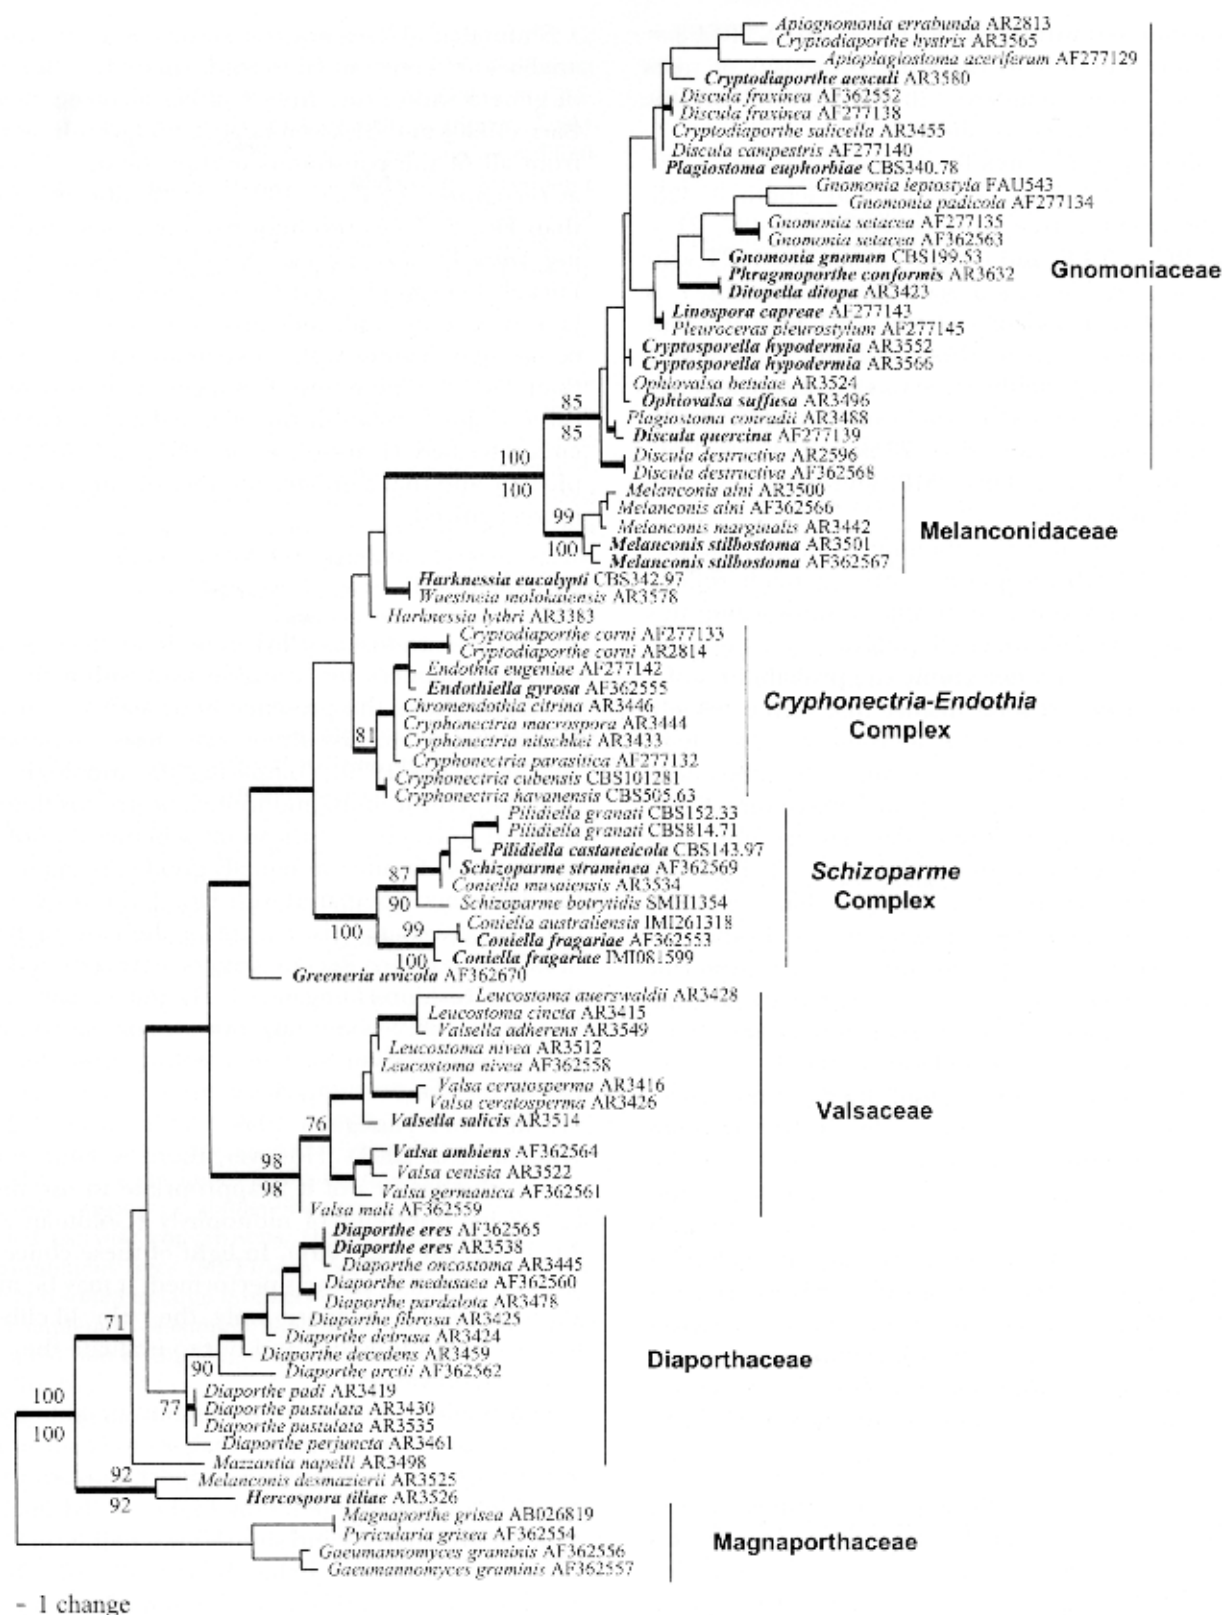 Apiognomonia errabunda AR2813
Cryptodiaporthe hystrix AR3565
Apioplagiostoma aceriferum AF277129
Cryptodiaporthe aesculi AR3580
Discula fraxinea AF362552
Discula fraxinea AF277138
Cryptodiaporthe salicella AR3455
Discula campestris AF277140
Plagiostoma euphorbiae CBS340.78
Gnomonia leptostyla FAU543
Gnomonia padicola AF277134
Gnomonia setacea AF277135
Gnomonia setacea AF362563
Gnomonia gnomon CBS199.53
Gnomoniaceae
Phragmoporthe conformis AR3632
Ditopella ditopa AR3423
Linospora capreae AF277143
Pleuroceras pleurostylum AF277145
Cryptosporella hypodermia AR3552
Cryptosporella hypodermia AR3566
Ophiovalsa betulae AR3524
85
Ophiovalsa suffusa AR3496
Plagiostoma conradii AR3488
85
Discula quercina AF277139
100
Discula destructiva AR2596
Discula destructiva AF362568
100
Melanconis alni AR3500
Melanconis alni AF362566
99
Melanconis marginalis AR3442
Melanconidaceae
100
Melanconis stilbostoma AR3501
Melanconis stilbostoma AF362567
Harknessia eucalypti CBS342.97
Wuestneia molokaiensis AR3578
Harknessia lythri AR3383
Cryptodiaporthe corni AF277133
Cryptodiaporthe corni AR2814
Endothia eugeniae AF277142
Endothiella gyrosa AF362555
Cryphonectria-Endothia
Complex
Chromendothia citrina AR3446
Cryphonectria macrospora AR3444
81
Cryphonectria nitschkei AR3433
Cryphonectria parasitica AF277132
Cryphonectria cubensis CBS101281
Cryphonectria havanensis CBS505.63
Pilidiella granati CBS152.33
Pilidiella granati CBS814.71
Pilidiella castaneicola CBS143.97
Schizoparme straminea AF362569
87
Schizoparme
Complex
Coniella musaiensis AR3534
90
Schizoparme botrytidis SMH1354
Coniella australiensis IMI261318
100
99
Coniella fragariae AF362553
100
Coniella fragariae IMI081599
Greeneria uvicola AF362670
Leucostoma auerswaldii AR3428
Leucostoma cincta AR3415
Valsella adherens AR3549
Leucostoma nivea AR3512
Leucostoma nivea AF362558
Valsa ceratosperma AR3416
Valsa ceratosperma AR3426
Valsaceae
76
Valsella salicis AR3514
Valsa ambiens AF362564
98
Valsa cenisia AR3522
98
Valsa germanica AF362561
Valsa mali AF362559
Diaporthe eres AF362565
Diaporthe eres AR3538
Diaporthe oncostoma AR3445
Diaporthe medusaea AF362560
Diaporthe pardalota AR3478
71
Diaporthe fibrosa AR3425
Diaporthe detrusa AR3424
Diaporthe decedens AR3459
Diaporthaceae
90
Diaporthe arctii AF362562
100
Diaporthe padi AR3419
77
Diaporthe pustulata AR3430
Diaporthe pustulata AR3535
100
Diaporthe perjuncta AR3461
Mazzantia napelli AR3498
92
Melanconis desmazierii AR3525
92
Hercospora tiliae AR3526
Magnaporthe grisea AB026819
Pyricularia grisea AF362554
Magnaporthaceae
Gaeumannomyces graminis AF362556
Gaeumannomyces graminis AF362557
- 1 change